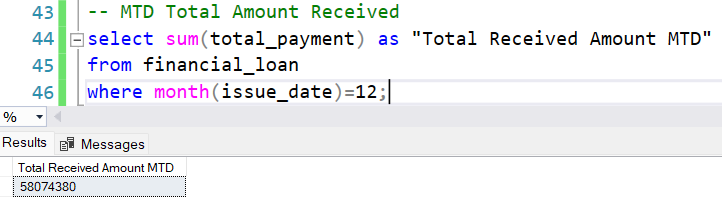 43 -- MTD Total Amount Received
44 select sum(total_payment) as "Total Received Amount MTD"
45 from financial_loan
46 where month(issue_date)=12;
%
Results Messages
Total Received Amount MTD
58074380